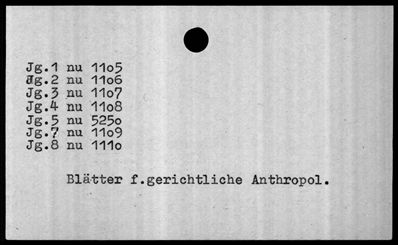 Jg.1 nu 11o5
Jg.2 nu 11o6
Jg.3 nu 11o7
Jg.4 nu 11o8
Jg.5 nu 525o
Jg.7 nu 11o9
Jg.8 nu 111o
Blätter f.gerichtliche Anthropol.